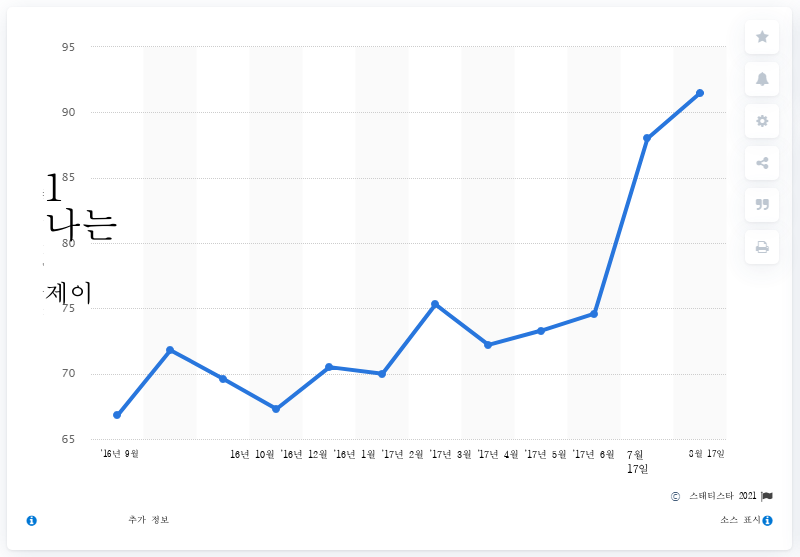 95
90
85
1
나는
80
제이
75
70
65
'16년 9월 16년 10월 '16년 12월 '16년 1월 '17년 2월 '17년 3월 '17년 4월 '17년 5월 '17년 6월 7월 8월 17일
17일
© 스태티스타 2021
추가 정보 소스 표시